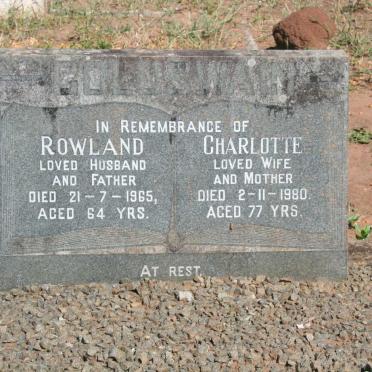 IN REMEMBRANCE OF
ROWLAND
LOVED HUSBAND
AND FATHER
DIED 21-7-1965,
AGED 64 YRS.
CHARLOTTE
LOVED WIFE
AND MOTHER
DIED 2-11-1980.
AGED 77 YRS.
AT REST.